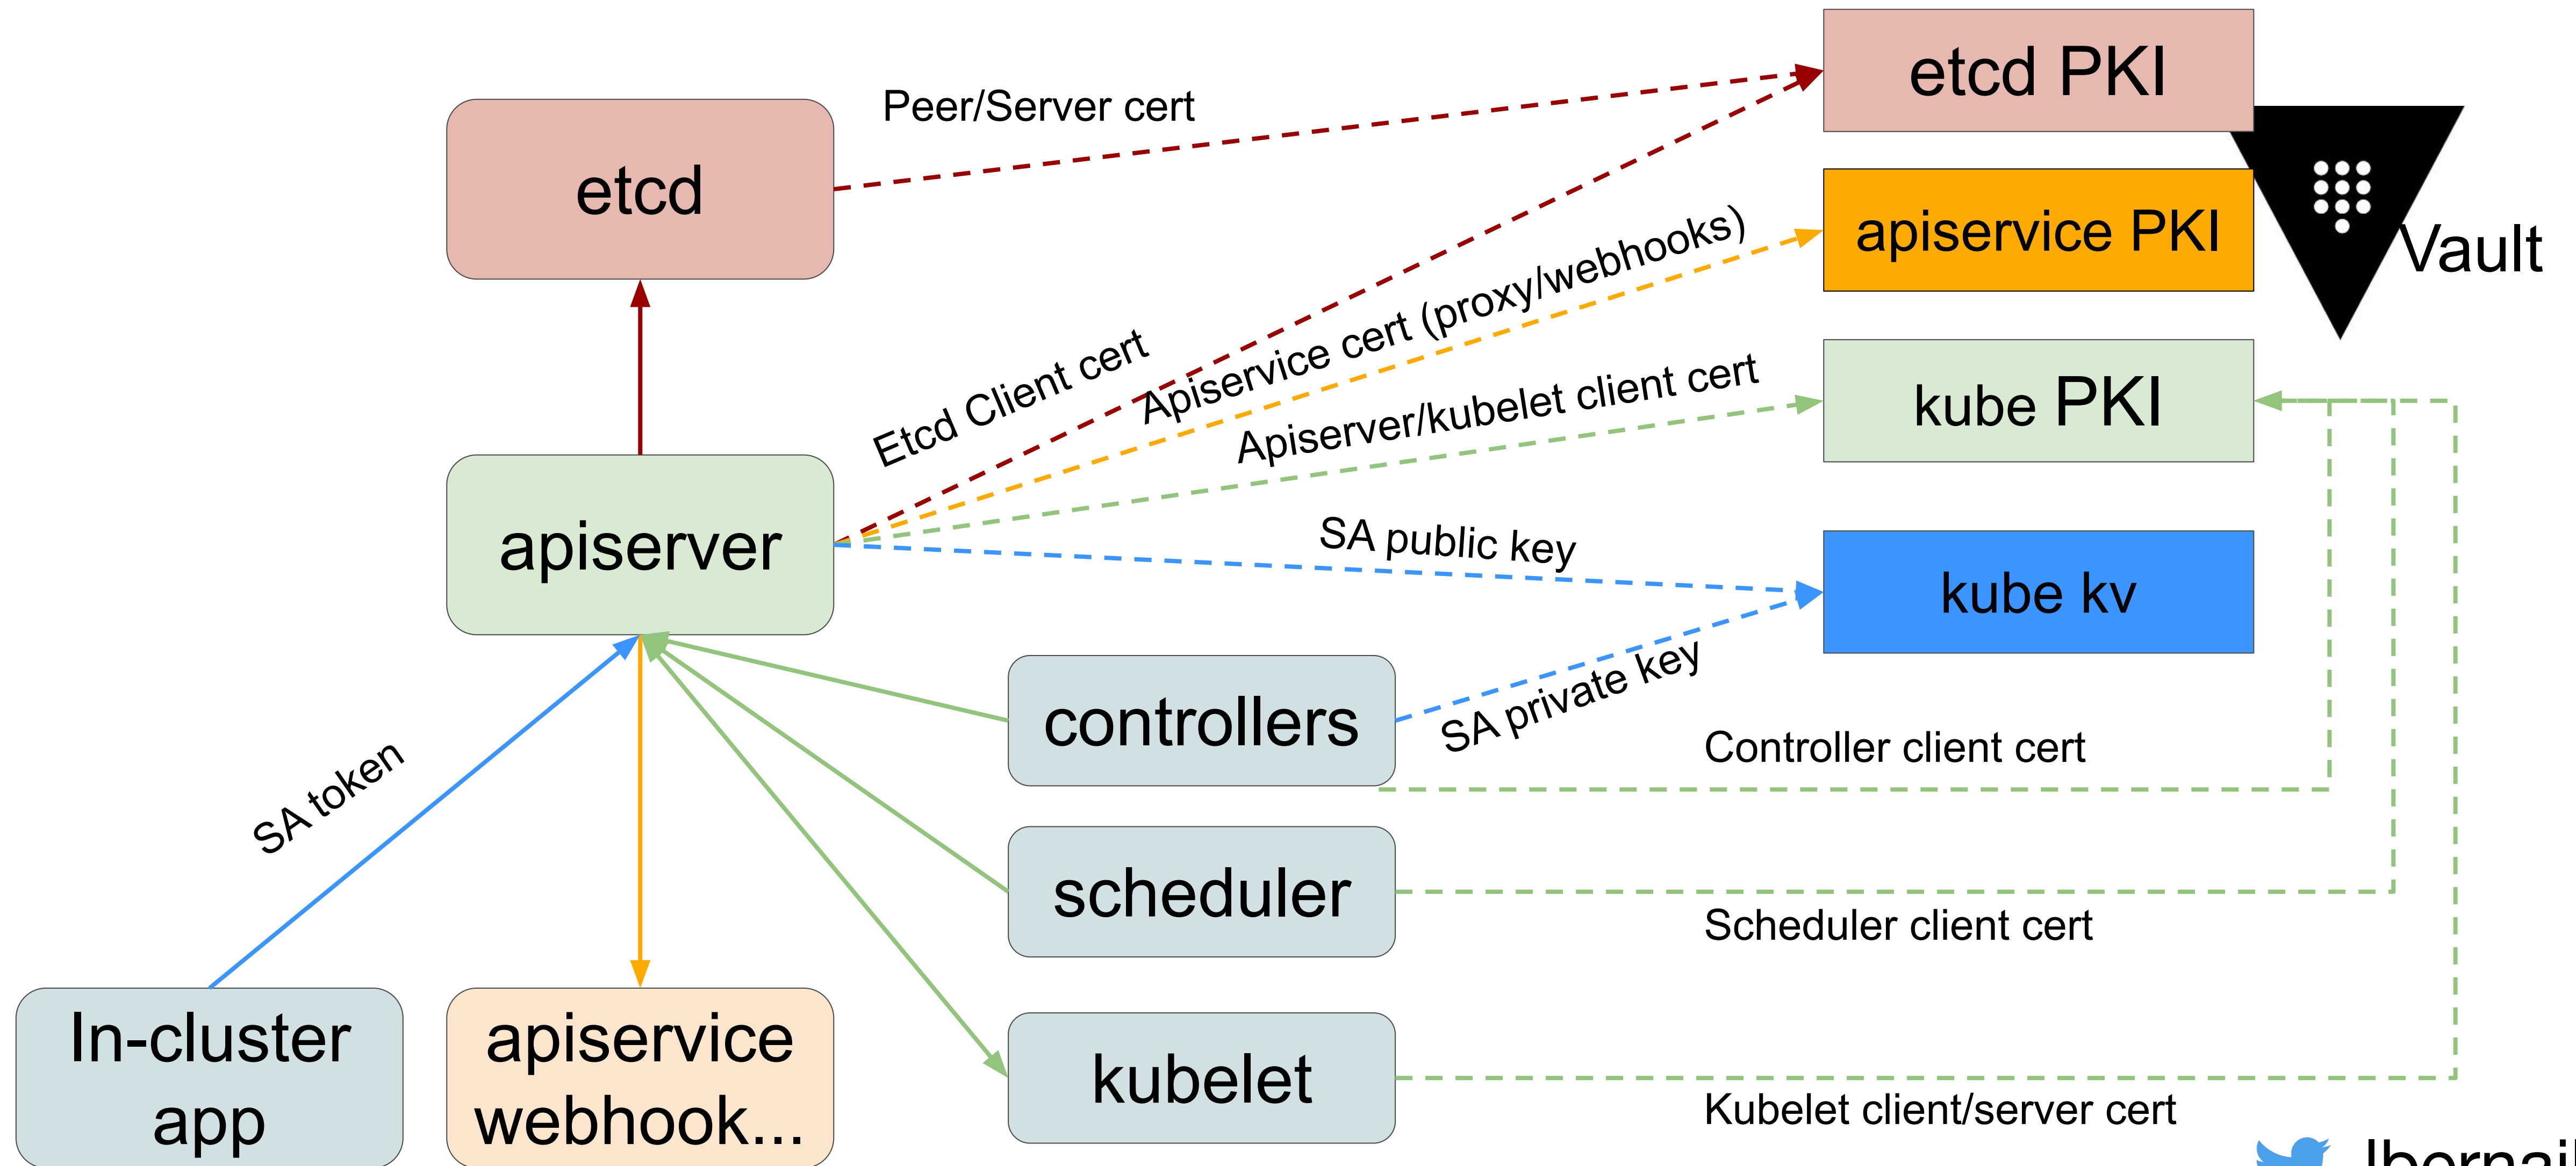 etcd PKI
Peer/Server cert
etcd
apiservice PKI
Vault
Etcd Client cert
Apiservice cert (proxy/webhooks)
Apiserver/kubelet client cert
kube PKI
apiserver
SA public key
kube kv
controllers
SA private key
Controller client cert
SA token
scheduler
Scheduler client cert
In-cluster
app
apiservice
webhook...
kubelet
Kubelet client/server cert